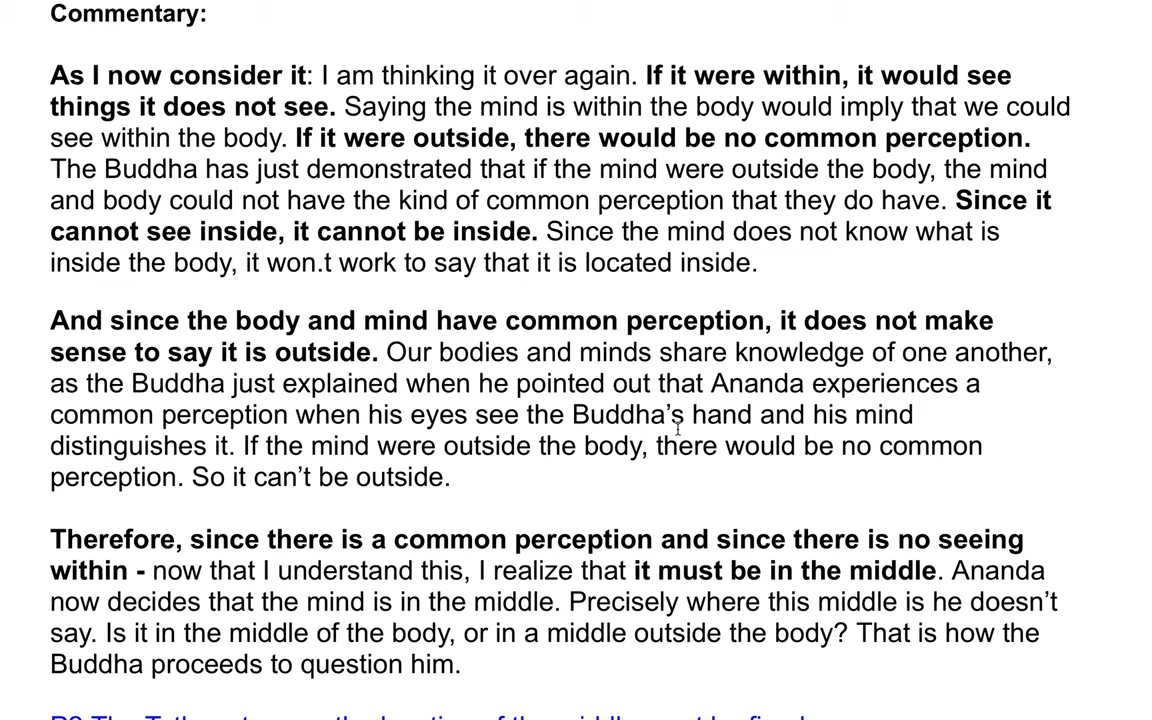 Commentary:
As I now consider it: I am thinking it over again. If it were within, it would see
things it does not see. Saying the mind is within the body would imply that we could
see within the body. If it were outside, there would be no common perception.
The Buddha has just demonstrated that if the mind were outside the body, the mind
and body could not have the kind of common perception that they do have. Since it
cannot see inside, it cannot be inside. Since the mind does not know what is
inside the body, it won.t work to say that it is located inside.
And since the body and mind have common perception, it does not make
sense to say it is outside. Our bodies and minds share knowledge of one another,
as the Buddha just explained when he pointed out that Ananda experiences a
common perception when his eyes see the Buddha’s hand and his mind
distinguishes it. If the mind were outside the body, there would be no common
perception. So it can’t be outside.
Therefore, since there is a common perception and since there is no seeing
within - now that I understand this, I realize that it must be in the middle. Ananda
now decides that the mind is in the middle. Precisely where this middle is he doesn’t
say. Is it in the middle of the body, or in a middle outside the body? That is how the
Buddha proceeds to question him.